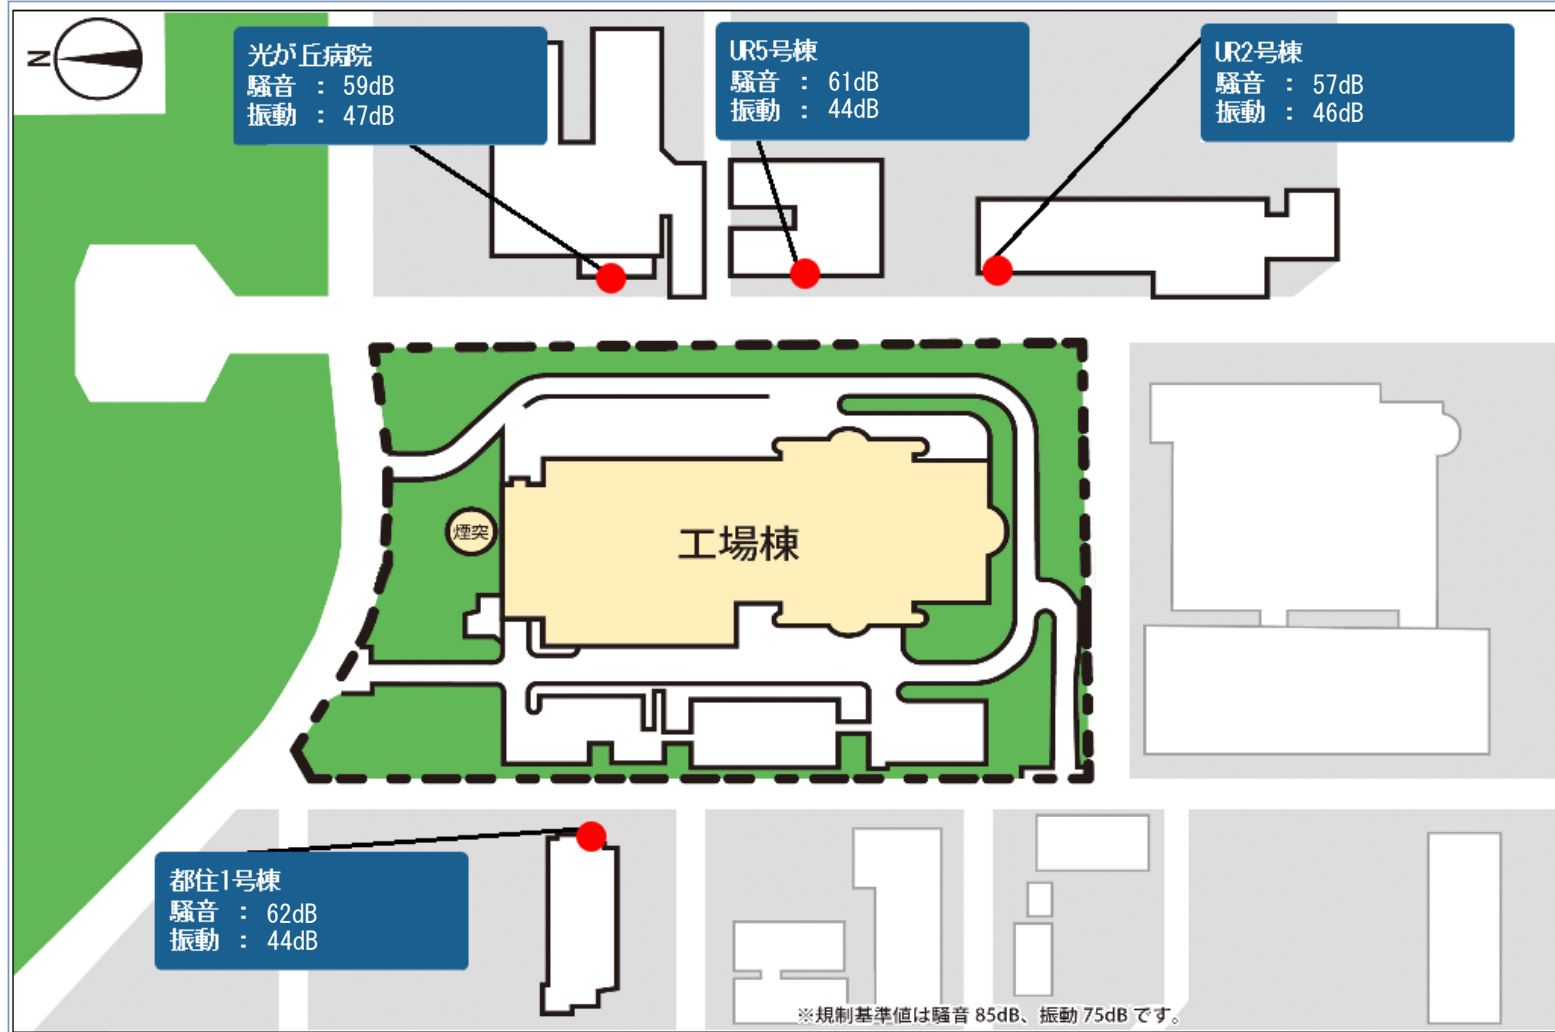 N
光が丘病院
騒音 : 59dB
振動 : 47dB
UR5号棟
騒音 : 61dB
振動 : 44dB
UR2号棟
騒音 : 57dB
振動 : 46dB
煙突
工場棟
都住1号棟
騒音 : 62dB
振動 : 44dB
※規制基準値は騒音 85dB、振動 75dB です。